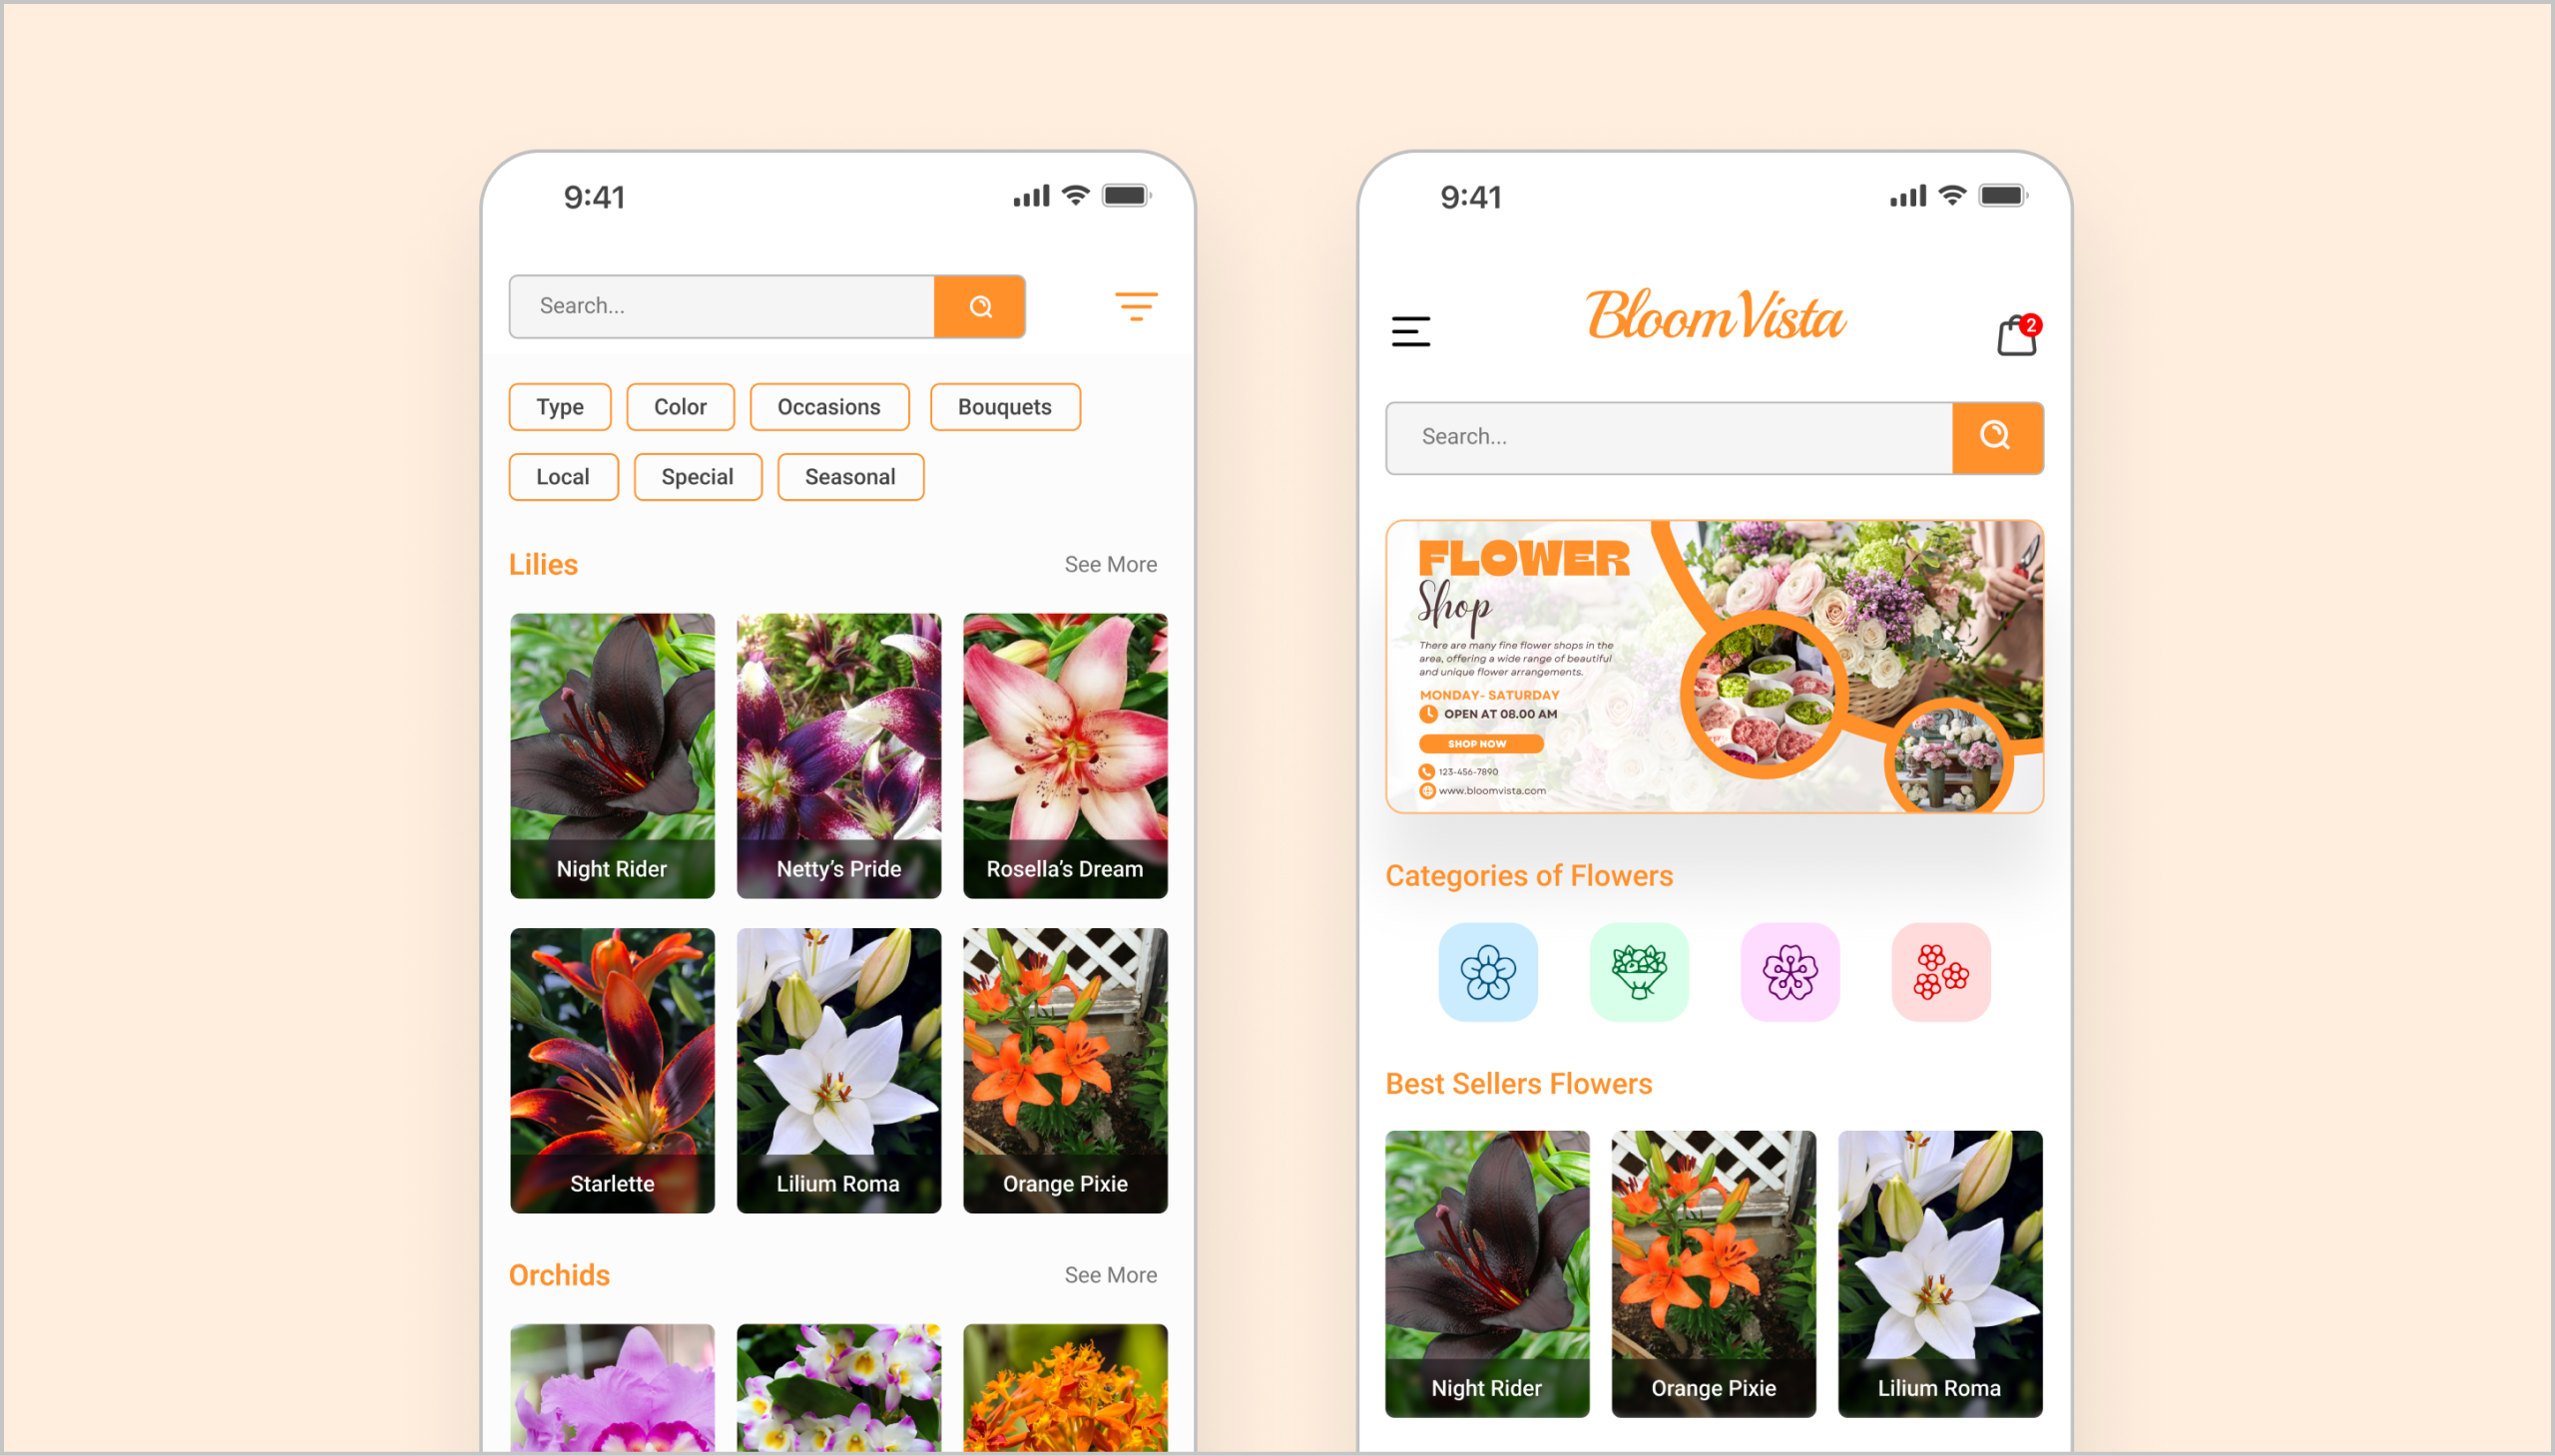 9:41
Search...
Type Color Occasions Bouquets
Local Special Seasonal
Lilies See More
Night Rider Netty’s Pride Rosella’s Dream
Starlette Lilium Roma Orange Pixie
Orchids See More
9:41
BloomVista
2
Search...
FLOWER
Shop
There are many fine flower shops in the
area, offering a wide range of beautiful
and unique flower arrangements.
MONDAY- SATURDAY
OPEN AT 08.00 AM
SHOP NOW
123-456-7890
www.bloomvista.com
Categories of Flowers
Best Sellers Flowers
Night Rider Orange Pixie Lilium Roma